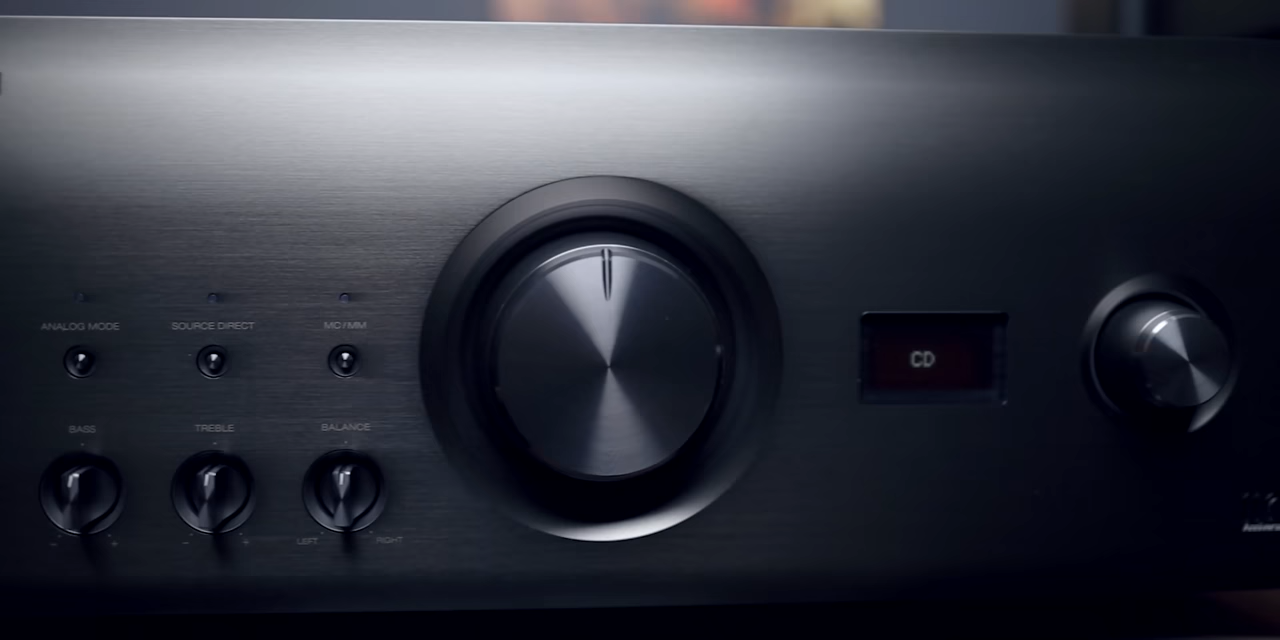 ANALOG MODE SOURCE DIRECT MC/MM
CD
BASS TREBLE BALANCE
- + - + LEFT RIGHT